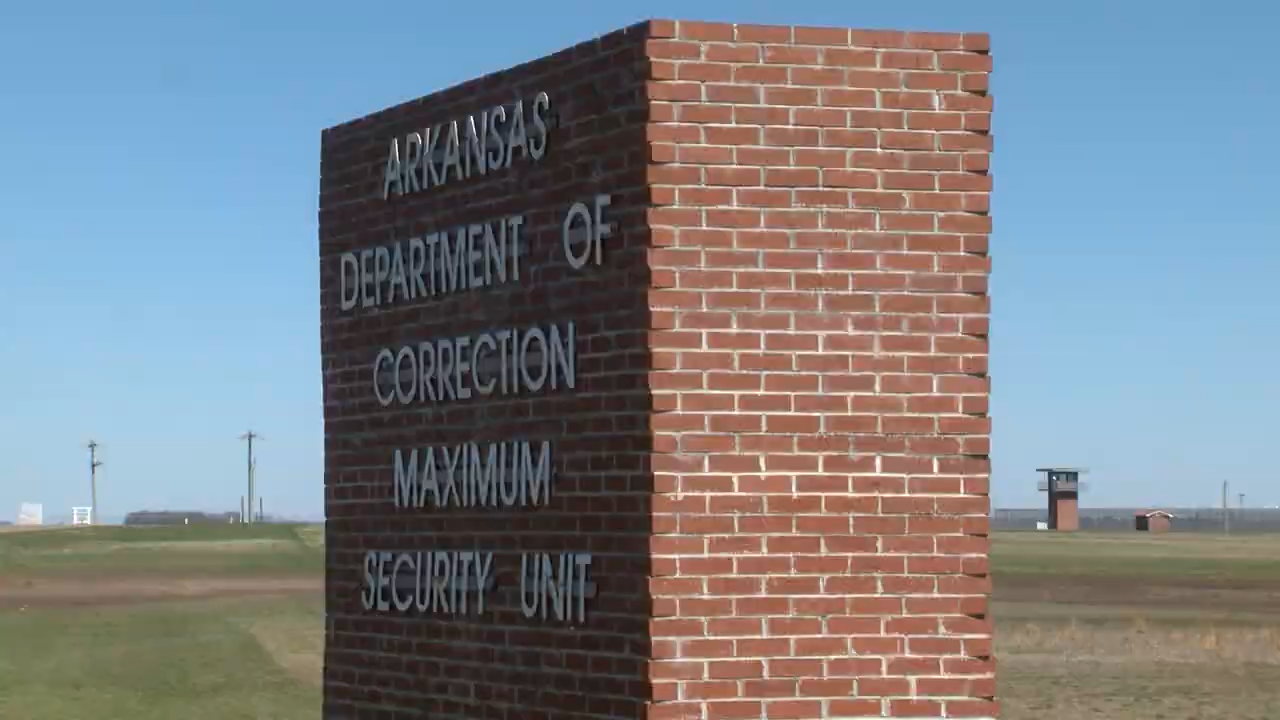 ARKANSAS
DEPARTMENT OF
CORRECTION
MAXIMUM
SECURITY UNIT